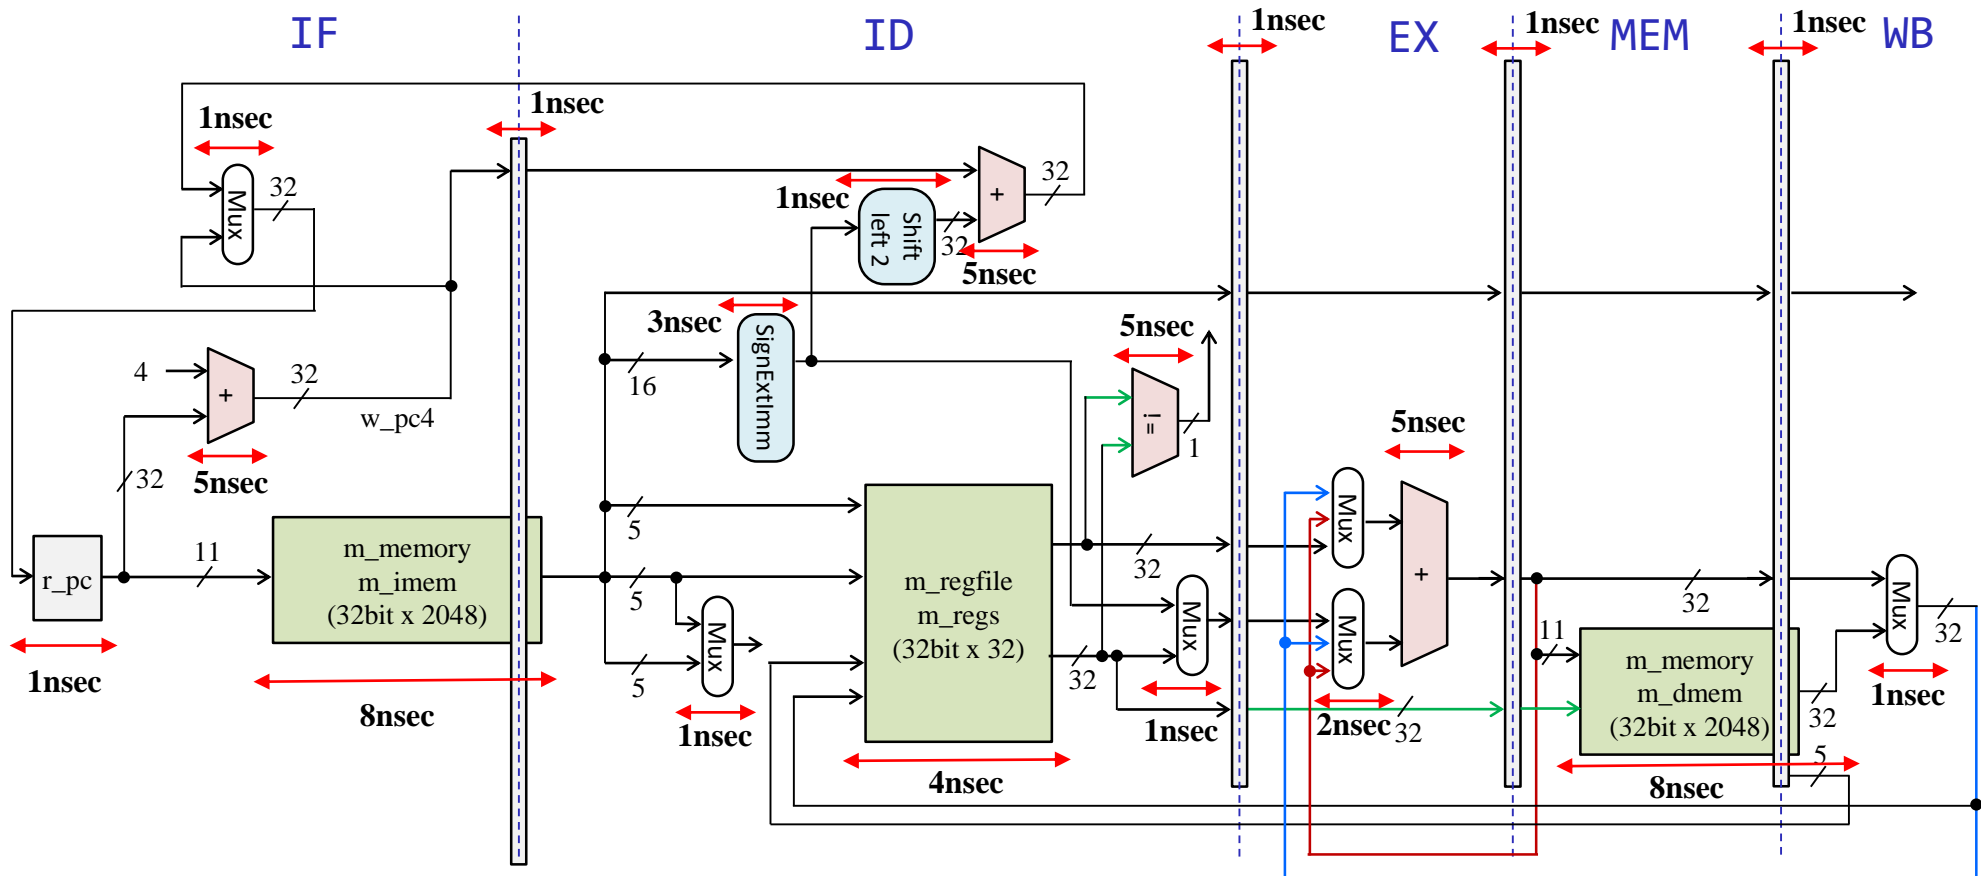 IF
ID
EX
MEM
WB
1nsec
1nsec
1nsec
1nsec
1nsec
Mux
32
1nsec
Shift
left 2
32
+
32
5nsec
4
+
32
w_pc4
5nsec
32
3nsec
SignExtImm
16
5nsec
!=
1
r_pc
1nsec
11
m_memory
m_imem
(32bit x 2048)
8nsec
5
5
5
Mux
1nsec
m_regfile
m_regs
(32bit x 32)
4nsec
32
32
Mux
1nsec
Mux
Mux
2nsec
32
5nsec
+
32
11
m_memory
m_dmem
(32bit x 2048)
8nsec
32
5
Mux
32
1nsec